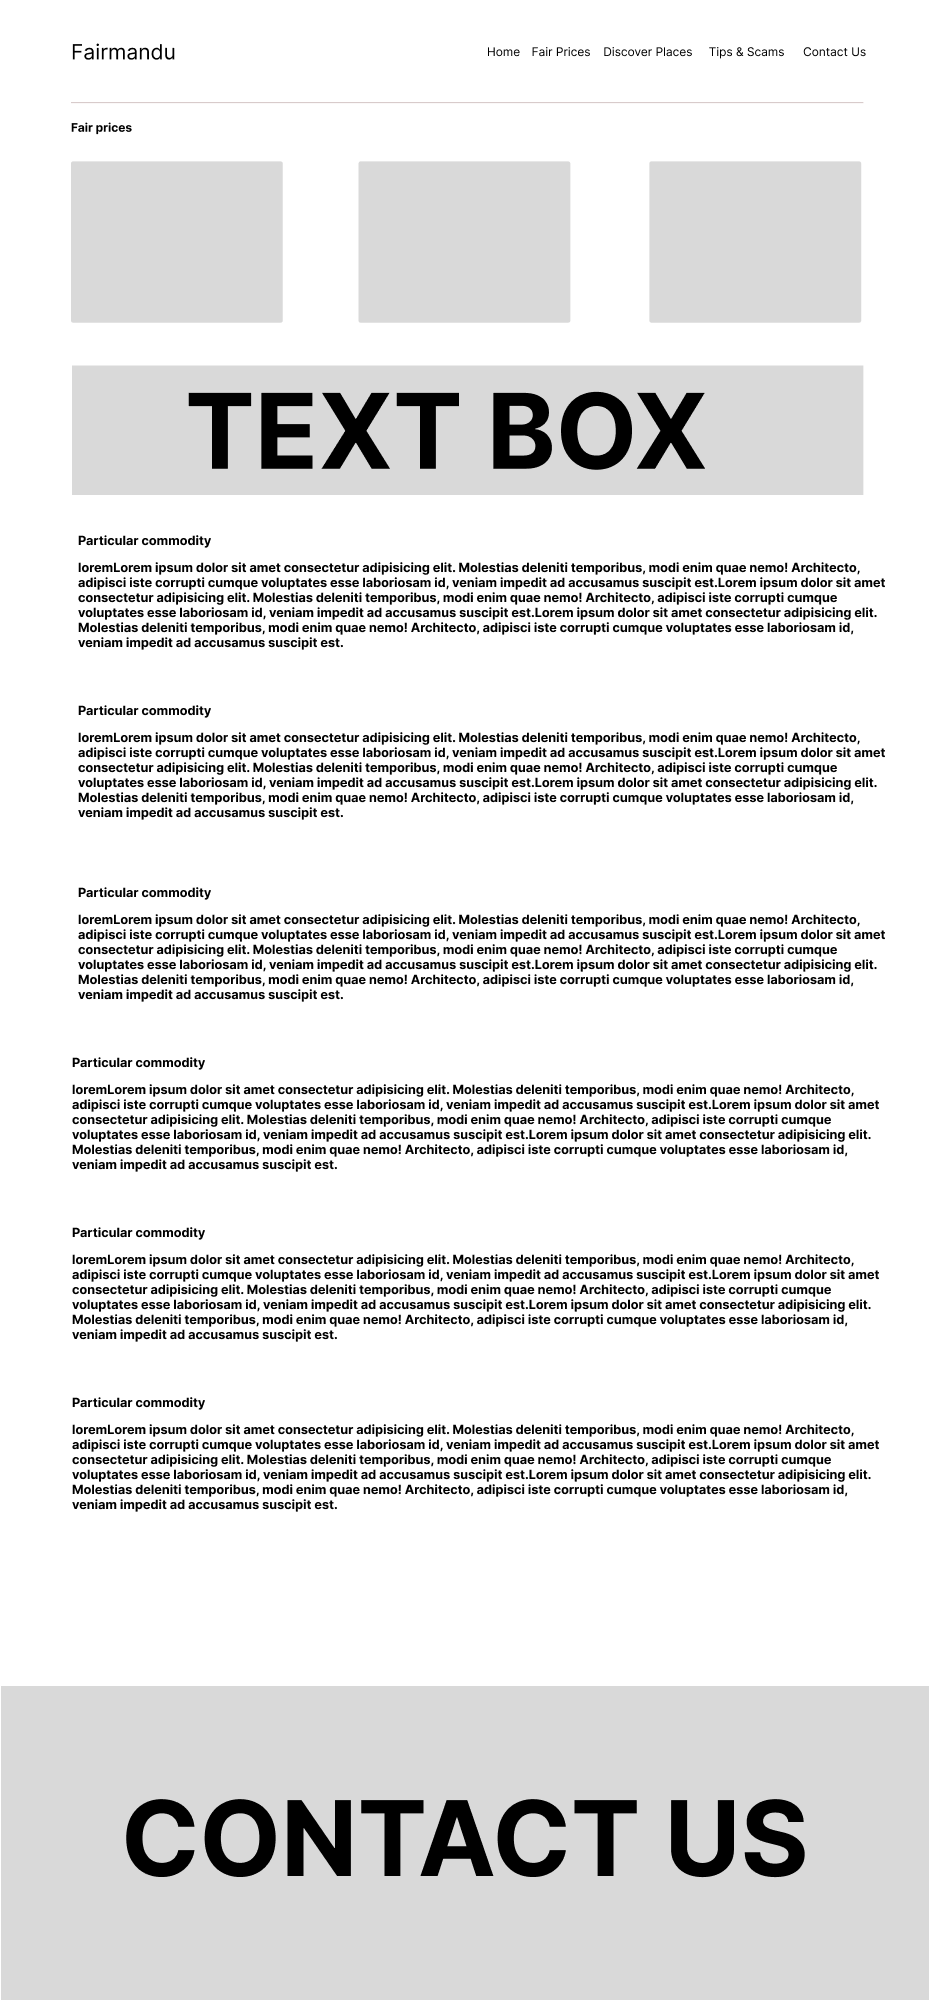 Fairmandu
Home Fair Prices Discover Places Tips & Scams Contact Us
Fair prices
TEXT BOX
Particular commodity
loremLorem ipsum dolor sit amet consectetur adipisicing elit. Molestias deleniti temporibus, modi enim quae nemo! Architecto,
adipisci iste corrupti cumque voluptates esse laboriosam id, veniam impedit ad accusamus suscipit est.Lorem ipsum dolor sit amet
consectetur adipisicing elit. Molestias deleniti temporibus, modi enim quae nemo! Architecto, adipisci iste corrupti cumque
voluptates esse laboriosam id, veniam impedit ad accusamus suscipit est.Lorem ipsum dolor sit amet consectetur adipisicing elit.
Molestias deleniti temporibus, modi enim quae nemo! Architecto, adipisci iste corrupti cumque voluptates esse laboriosam id,
veniam impedit ad accusamus suscipit est.
Particular commodity
loremLorem ipsum dolor sit amet consectetur adipisicing elit. Molestias deleniti temporibus, modi enim quae nemo! Architecto,
adipisci iste corrupti cumque voluptates esse laboriosam id, veniam impedit ad accusamus suscipit est.Lorem ipsum dolor sit amet
consectetur adipisicing elit. Molestias deleniti temporibus, modi enim quae nemo! Architecto, adipisci iste corrupti cumque
voluptates esse laboriosam id, veniam impedit ad accusamus suscipit est.Lorem ipsum dolor sit amet consectetur adipisicing elit.
Molestias deleniti temporibus, modi enim quae nemo! Architecto, adipisci iste corrupti cumque voluptates esse laboriosam id,
veniam impedit ad accusamus suscipit est.
Particular commodity
loremLorem ipsum dolor sit amet consectetur adipisicing elit. Molestias deleniti temporibus, modi enim quae nemo! Architecto,
adipisci iste corrupti cumque voluptates esse laboriosam id, veniam impedit ad accusamus suscipit est.Lorem ipsum dolor sit amet
consectetur adipisicing elit. Molestias deleniti temporibus, modi enim quae nemo! Architecto, adipisci iste corrupti cumque
voluptates esse laboriosam id, veniam impedit ad accusamus suscipit est.Lorem ipsum dolor sit amet consectetur adipisicing elit.
Molestias deleniti temporibus, modi enim quae nemo! Architecto, adipisci iste corrupti cumque voluptates esse laboriosam id,
veniam impedit ad accusamus suscipit est.
Particular commodity
loremLorem ipsum dolor sit amet consectetur adipisicing elit. Molestias deleniti temporibus, modi enim quae nemo! Architecto,
adipisci iste corrupti cumque voluptates esse laboriosam id, veniam impedit ad accusamus suscipit est.Lorem ipsum dolor sit amet
consectetur adipisicing elit. Molestias deleniti temporibus, modi enim quae nemo! Architecto, adipisci iste corrupti cumque
voluptates esse laboriosam id, veniam impedit ad accusamus suscipit est.Lorem ipsum dolor sit amet consectetur adipisicing elit.
Molestias deleniti temporibus, modi enim quae nemo! Architecto, adipisci iste corrupti cumque voluptates esse laboriosam id,
veniam impedit ad accusamus suscipit est.
Particular commodity
loremLorem ipsum dolor sit amet consectetur adipisicing elit. Molestias deleniti temporibus, modi enim quae nemo! Architecto,
adipisci iste corrupti cumque voluptates esse laboriosam id, veniam impedit ad accusamus suscipit est.Lorem ipsum dolor sit amet
consectetur adipisicing elit. Molestias deleniti temporibus, modi enim quae nemo! Architecto, adipisci iste corrupti cumque
voluptates esse laboriosam id, veniam impedit ad accusamus suscipit est.Lorem ipsum dolor sit amet consectetur adipisicing elit.
Molestias deleniti temporibus, modi enim quae nemo! Architecto, adipisci iste corrupti cumque voluptates esse laboriosam id,
veniam impedit ad accusamus suscipit est.
Particular commodity
loremLorem ipsum dolor sit amet consectetur adipisicing elit. Molestias deleniti temporibus, modi enim quae nemo! Architecto,
adipisci iste corrupti cumque voluptates esse laboriosam id, veniam impedit ad accusamus suscipit est.Lorem ipsum dolor sit amet
consectetur adipisicing elit. Molestias deleniti temporibus, modi enim quae nemo! Architecto, adipisci iste corrupti cumque
voluptates esse laboriosam id, veniam impedit ad accusamus suscipit est.Lorem ipsum dolor sit amet consectetur adipisicing elit.
Molestias deleniti temporibus, modi enim quae nemo! Architecto, adipisci iste corrupti cumque voluptates esse laboriosam id,
veniam impedit ad accusamus suscipit est.
CONTACT US